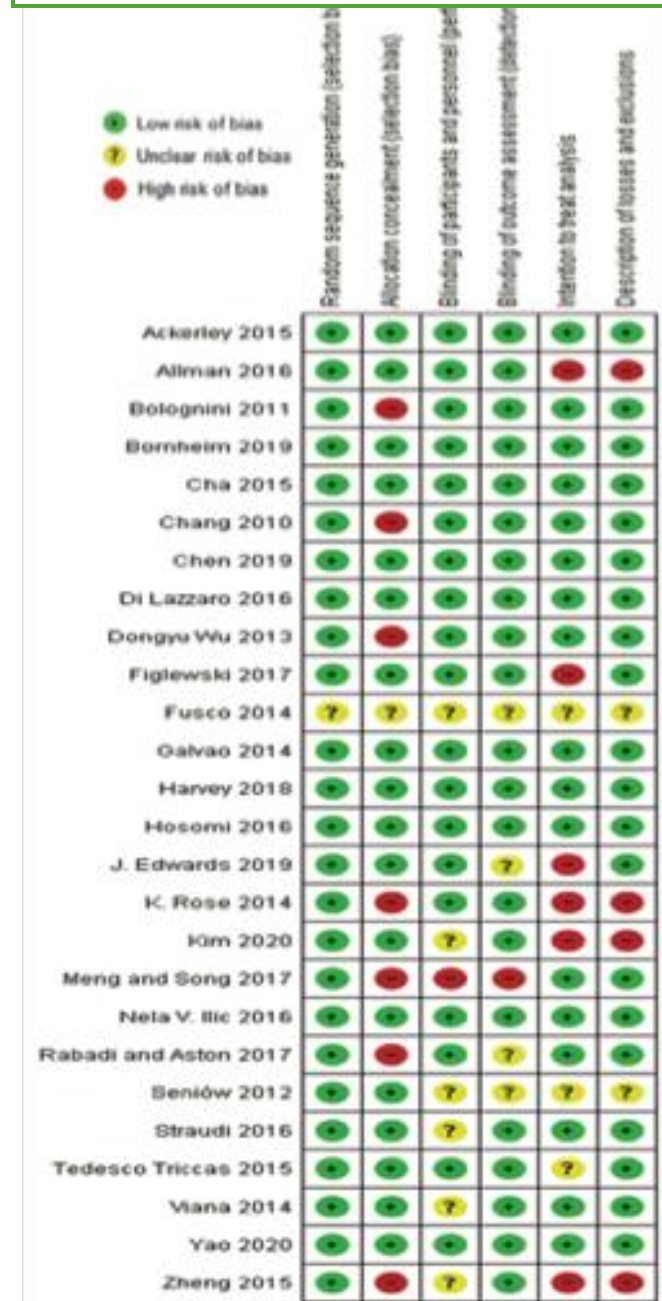 Random sequence generation (selection b
Allocation concealment (selection bias)
Binding of participants and personnel (perf
Binding of outcome assessment (detection
Intention to treat analysis
Description of losses and exclusions
+ Low risk of bias
? Unclear risk of bias
- High risk of bias
Ackerley 2015 + + + + + +
Allman 2016 + + + + - -
Bolognini 2011 + - + + + +
Bornheim 2019 + + + + + +
Cha 2015 + + + + + +
Chang 2010 + - + + + +
Chen 2019 + + + + + +
Di Lazzaro 2016 + + + + + +
Dongyu Wu 2013 + - + + + +
Figlewski 2017 + + + + - +
Fusco 2014 ? ? ? ? ? ?
Galvao 2014 + + + + + +
Harvey 2018 + + + + + +
Hosomi 2016 + + + + + +
J. Edwards 2019 + + + ? - +
K. Rose 2014 + - + + - -
Kim 2020 + + ? + - -
Meng and Song 2017 + - - - + +
Nela V. Ilic 2016 + + + + + +
Rabadi and Aston 2017 + - + ? + +
Seniów 2012 + + ? ? ? ?
Straudi 2016 + + ? + + +
Tedesco Triccas 2015 + + + + ? +
Viana 2014 + + ? + + +
Yao 2020 + + + + + +
Zheng 2015 + - ? + - -